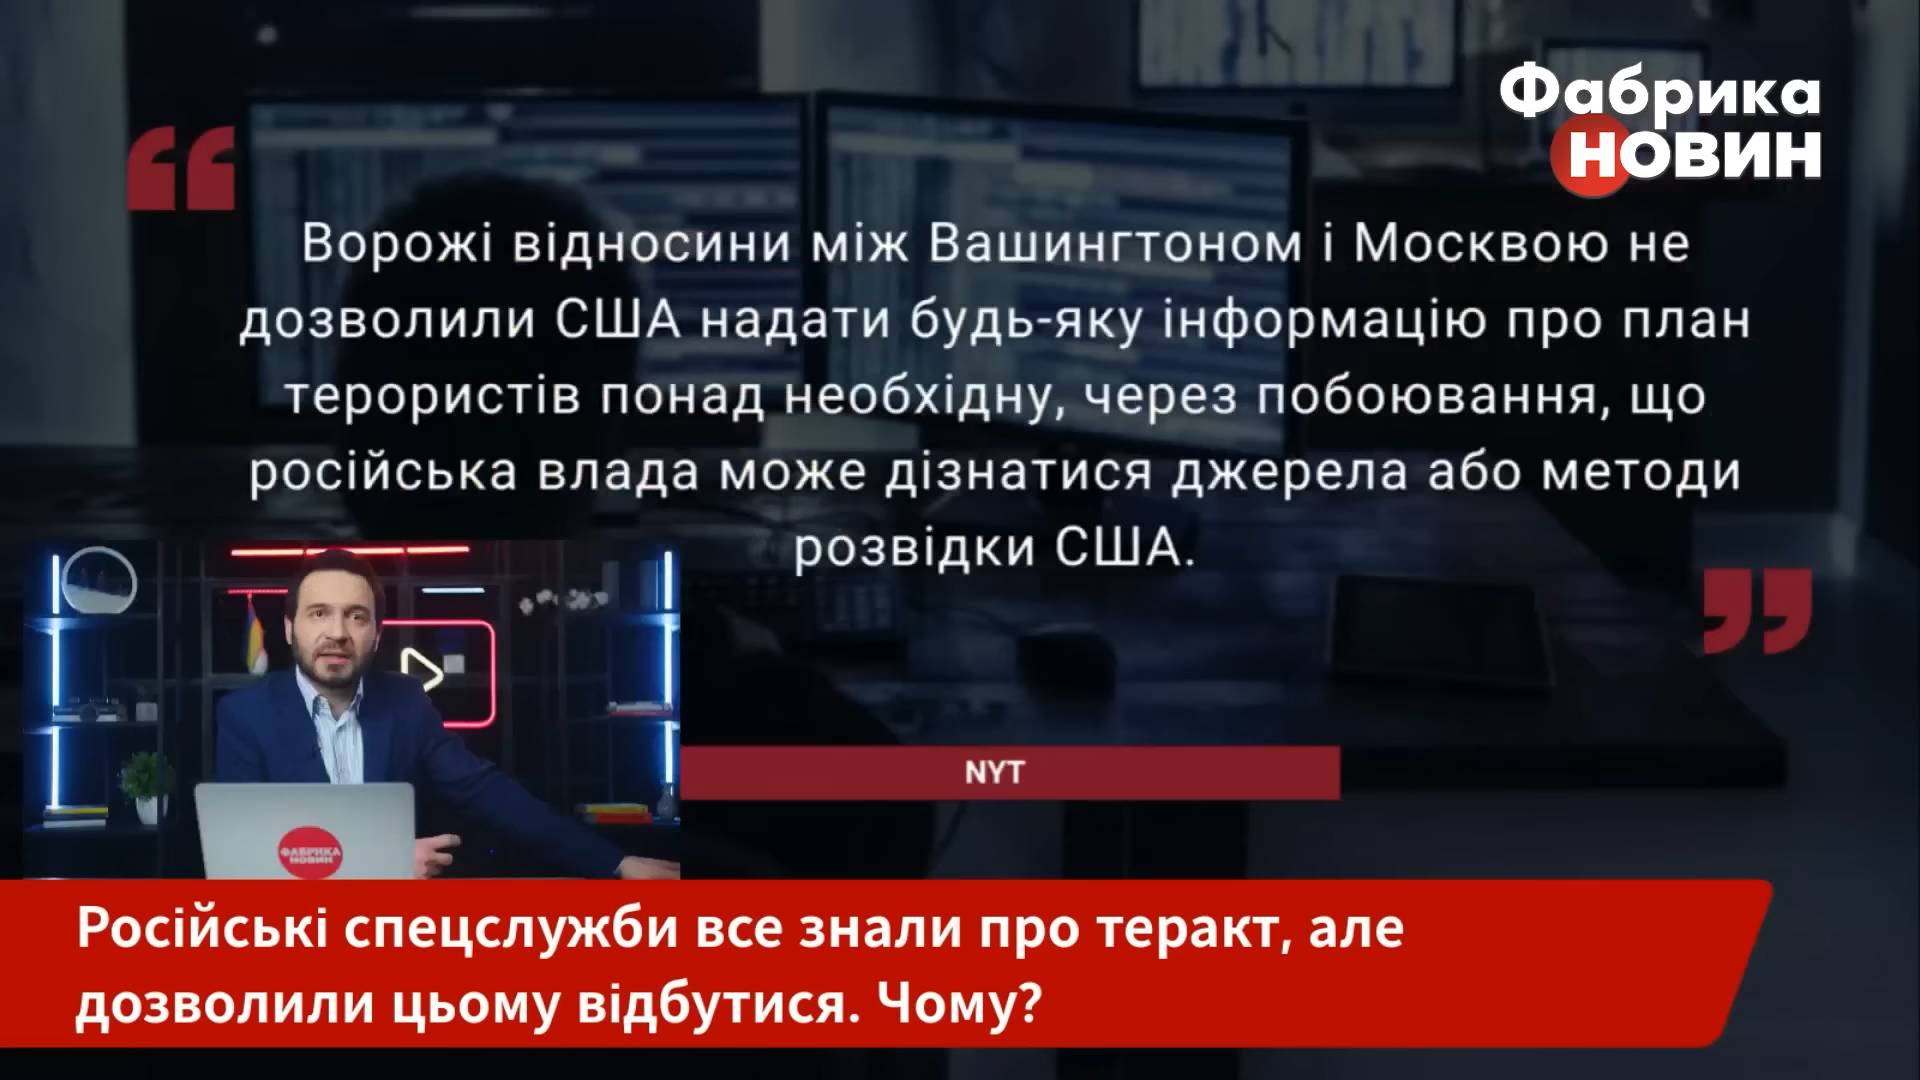 Фабрика
новин
Ворожі відносини між Вашингтоном і Москвою не
дозволили США надати будь-яку інформацію про план
терористів понад необхідну, через побоювання, що
російська влада може дізнатися джерела або методи
розвідки США.
NYT
ФАБРИКА
НОВИН
Російські спецслужби все знали про теракт, але
дозволили цьому відбутися. Чому?